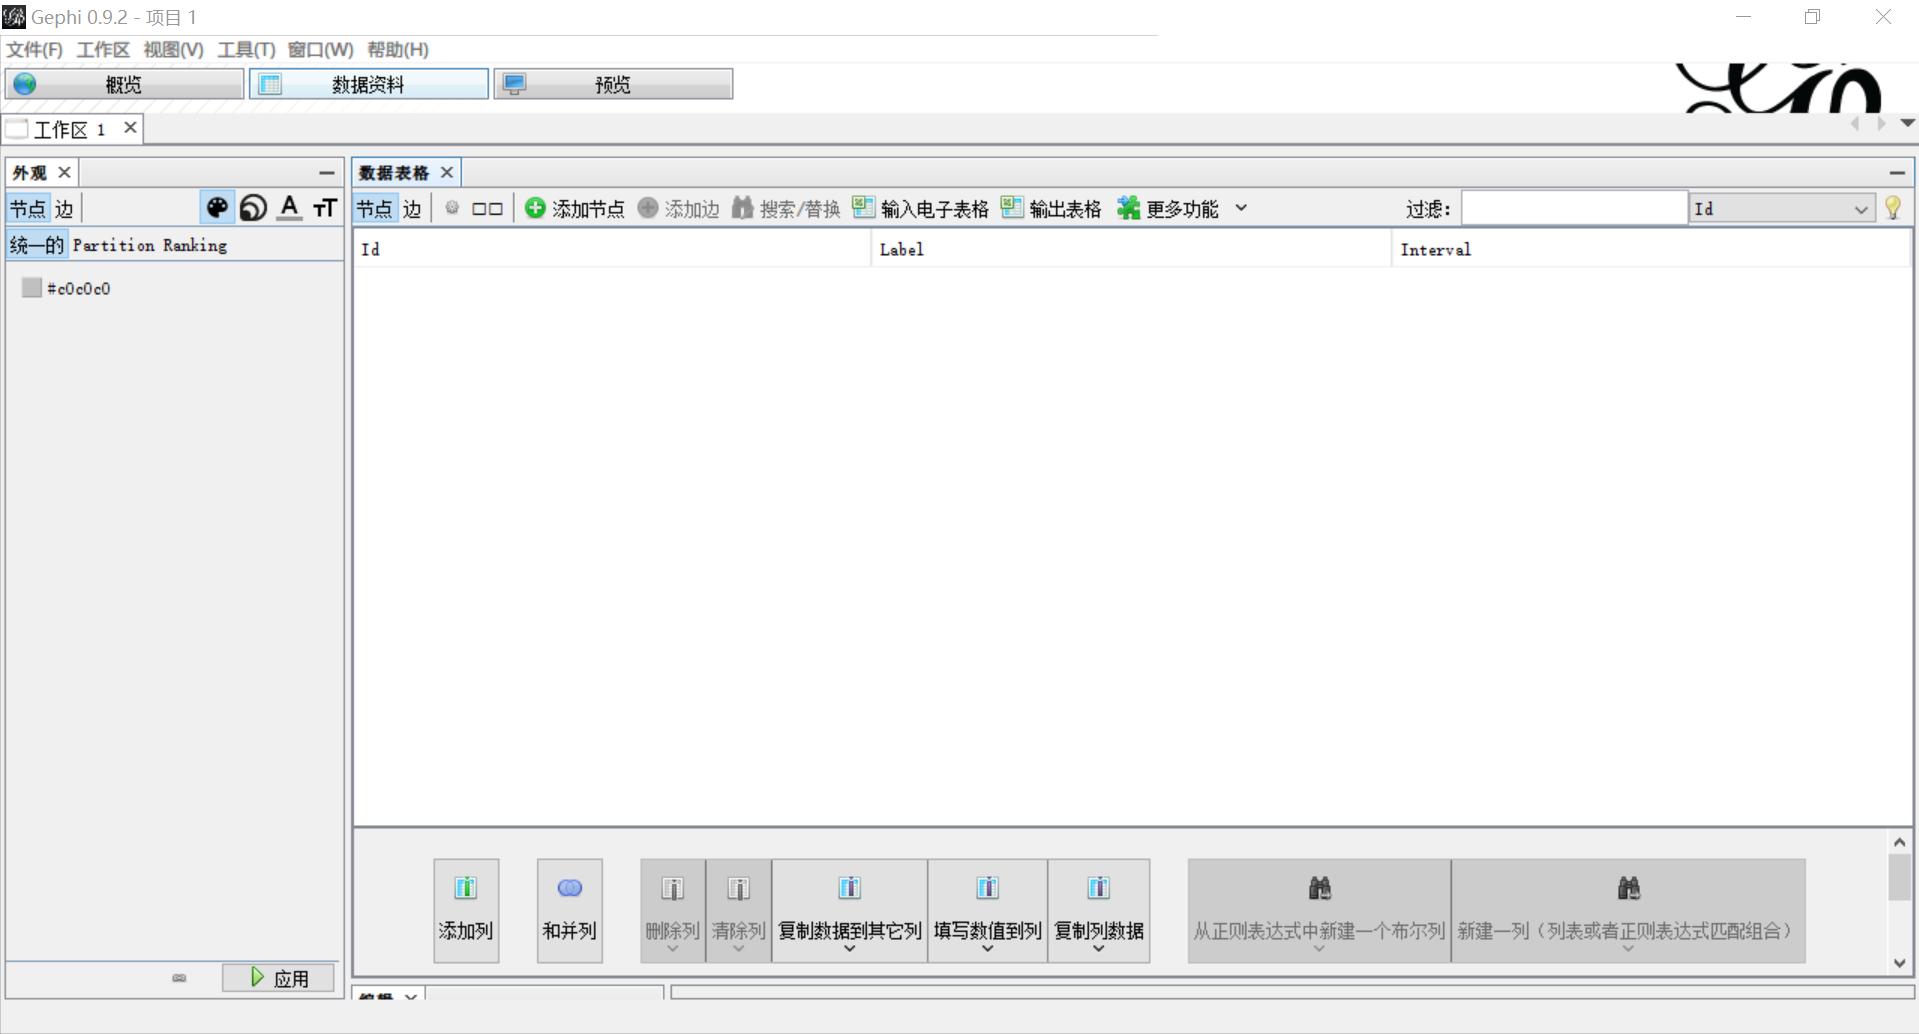 Gephi 0.9.2 - 项目 1
文件(F) 工作区 视图(V) 工具(T) 窗口(W) 帮助(H)
概览 数据资料 预览
工作区 1
外观
节点 边
统一的 Partition Ranking
#c0c0c0
应用
数据表格
节点 边 添加节点 添加边 搜索/替换 输入电子表格 输出表格 更多功能 过滤: Id
Id Label Interval
添加列 和并列 删除列 清除列 复制数据到其它列 填写数值到列 复制列数据 从正则表达式中新建一个布尔列 新建一列（列表或者正则表达式匹配组合）
编辑